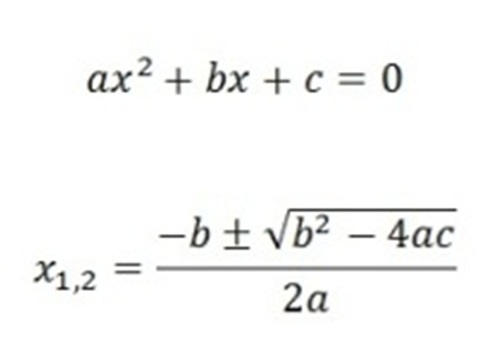 ax² + bx + c = 0
x₁,₂ = (-b ± √(b² − 4ac)) / 2a